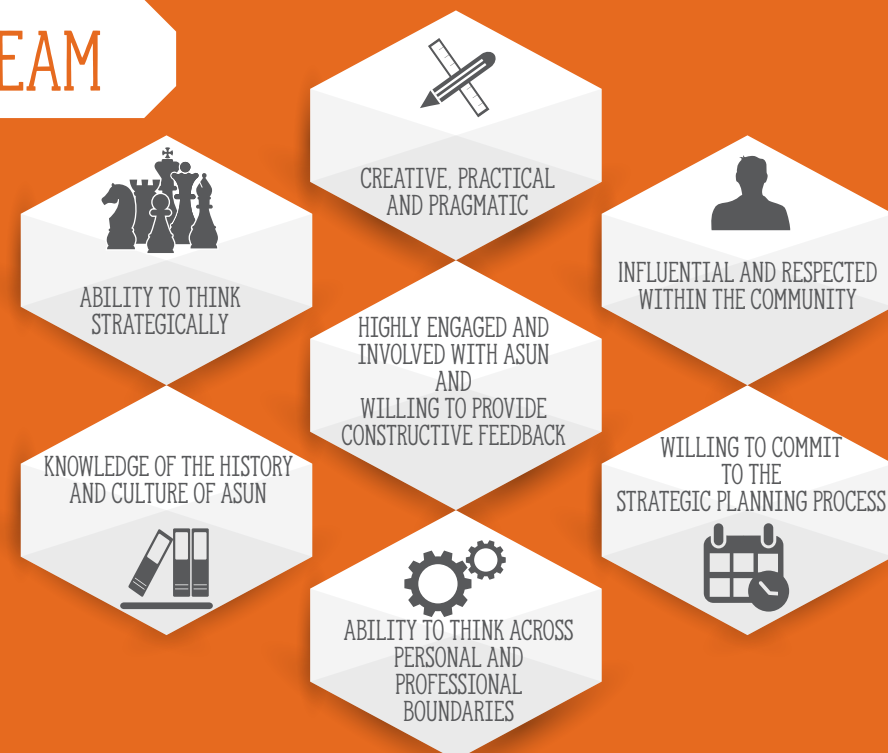 EAM
CREATIVE, PRACTICAL
AND PRAGMATIC
ABILITY TO THINK
STRATEGICALLY
INFLUENTIAL AND RESPECTED
WITHIN THE COMMUNITY
HIGHLY ENGAGED AND
INVOLVED WITH ASUN
AND
WILLING TO PROVIDE
CONSTRUCTIVE FEEDBACK
KNOWLEDGE OF THE HISTORY
AND CULTURE OF ASUN
WILLING TO COMMIT
TO THE
STRATEGIC PLANNING PROCESS
ABILITY TO THINK ACROSS
PERSONAL AND
PROFESSIONAL
BOUNDARIES